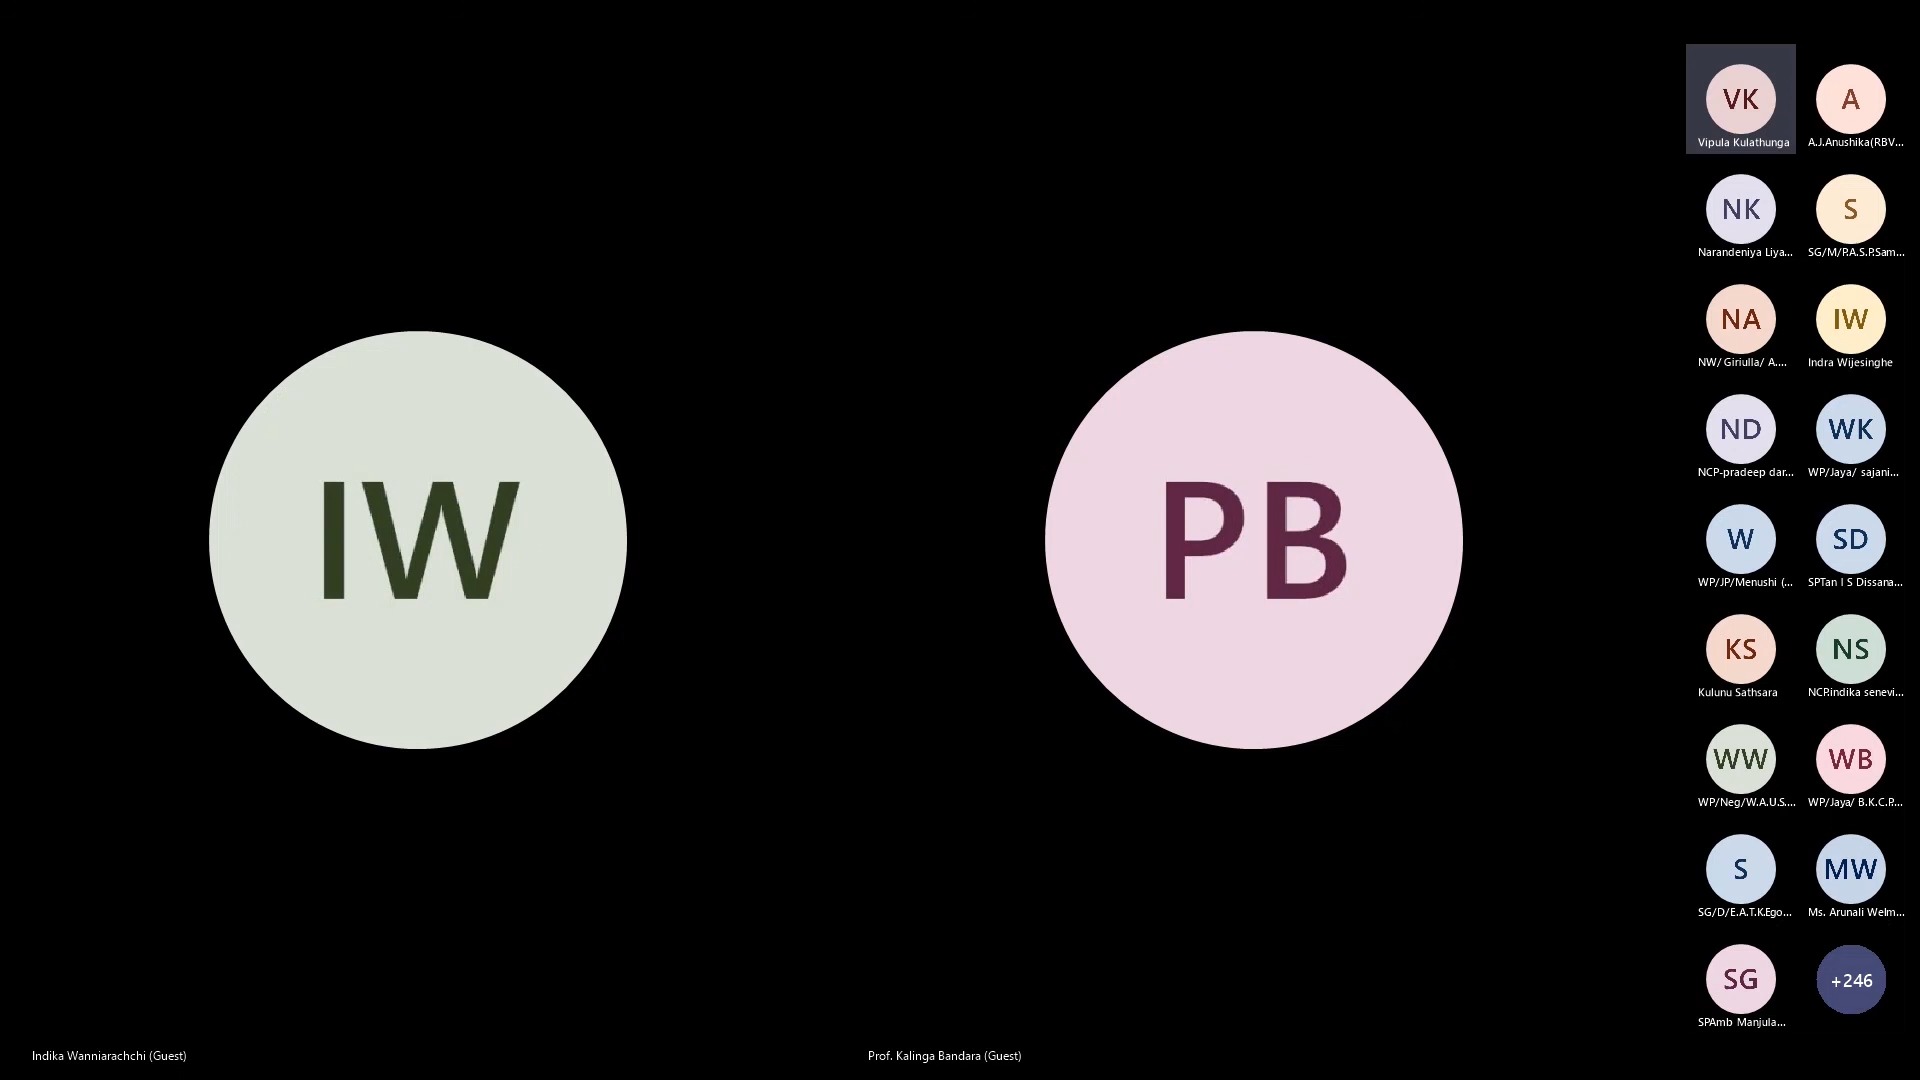 IW
Indika Wanniarachchi (Guest)
PB
Prof. Kalinga Bandara (Guest)
VK
Vipula Kulathunga
A
A.J.Anushika(RBV...
NK
Narandeniya Liya...
S
SG/M/P.A.S.P.Sam...
NA
NW/ Giriulla/ A....
IW
Indra Wijesinghe
ND
NCP-pradeep dar...
WK
WP/Jaya/ sajani...
W
WP/JP/Menushi (...
SD
SPTan I S Dissana...
KS
Kulunu Sathsara
NS
NCP.indika senevi...
WW
WP/Neg/W.A.U.S....
WB
WP/Jaya/ B.K.C.P...
S
SG/D/E.A.T.K.Ego...
MW
Ms. Arunali Welm...
SG
SPAmb Manjula...
+246